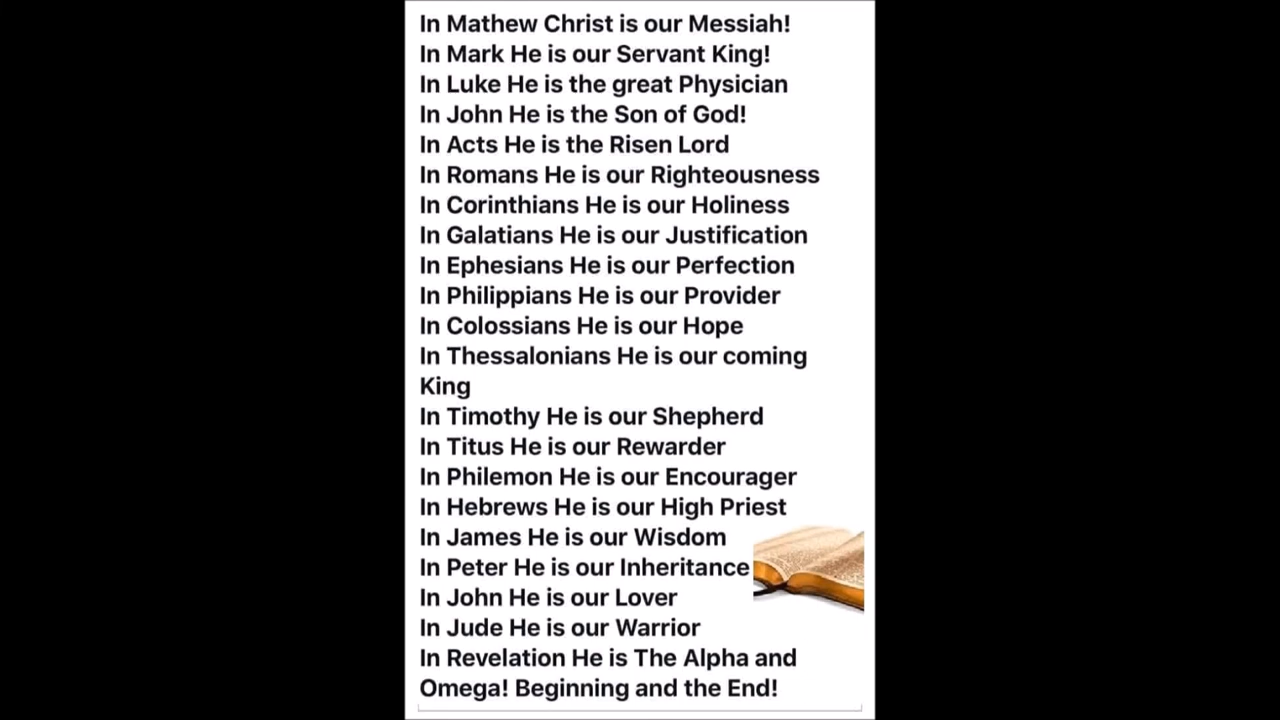 In Mathew Christ is our Messiah!
In Mark He is our Servant King!
In Luke He is the great Physician
In John He is the Son of God!
In Acts He is the Risen Lord
In Romans He is our Righteousness
In Corinthians He is our Holiness
In Galatians He is our Justification
In Ephesians He is our Perfection
In Philippians He is our Provider
In Colossians He is our Hope
In Thessalonians He is our coming
King
In Timothy He is our Shepherd
In Titus He is our Rewarder
In Philemon He is our Encourager
In Hebrews He is our High Priest
In James He is our Wisdom
In Peter He is our Inheritance
In John He is our Lover
In Jude He is our Warrior
In Revelation He is The Alpha and
Omega! Beginning and the End!